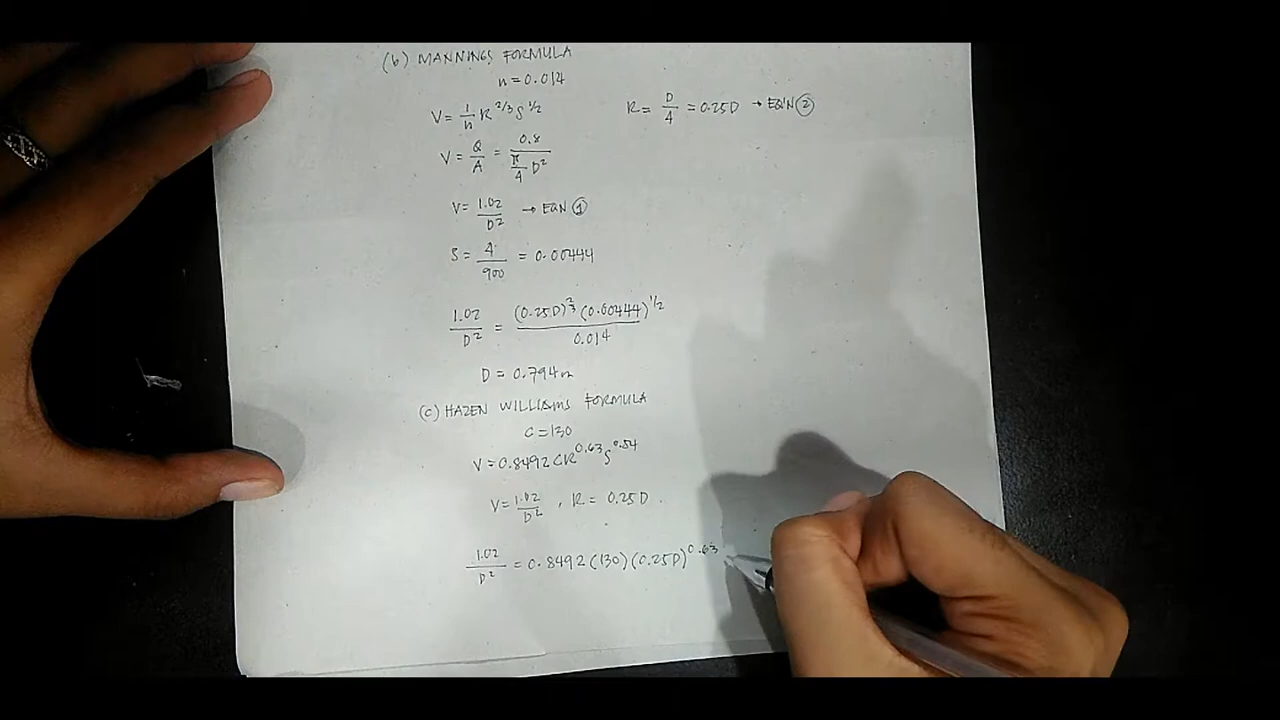 (b) MANNINGS FORMULA
n = 0.014
V = 1/n R^2/3 S^1/2
R = D/4 = 0.25D → EQ'N ②
V = Q/A = 0.8 / (π/4 D²)
V = 1.02/D² → EQN ①
S = 4/900 = 0.00444
1.02/D² = (0.25D)^2/3 (0.00444)^1/2 / 0.014
D = 0.794m
(c) HAZEN WILLIAMS FORMULA
C = 130
V = 0.8492 CR^0.63 S^0.54
V = 1.02/D² , R = 0.25D .
1.02/D² = 0.8492 (130) (0.25D)^0.63